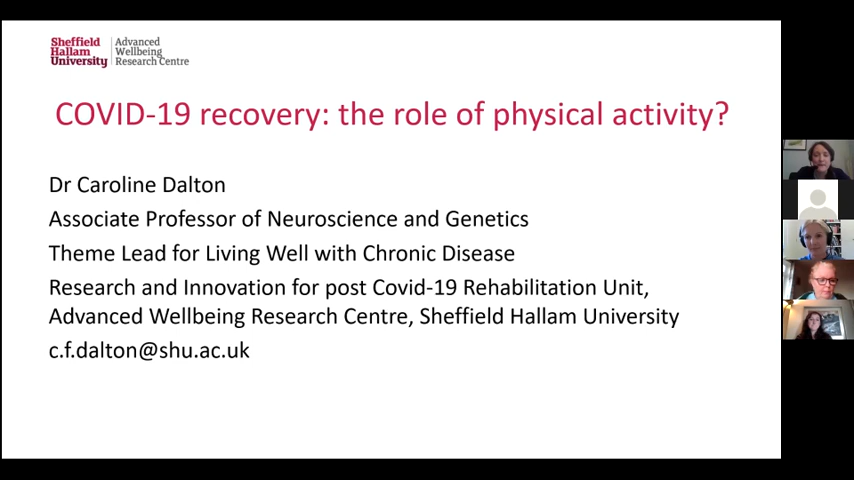 Sheffield
Hallam
University
Advanced
Wellbeing
Research Centre
COVID-19 recovery: the role of physical activity?
Dr Caroline Dalton
Associate Professor of Neuroscience and Genetics
Theme Lead for Living Well with Chronic Disease
Research and Innovation for post Covid-19 Rehabilitation Unit,
Advanced Wellbeing Research Centre, Sheffield Hallam University
c.f.dalton@shu.ac.uk